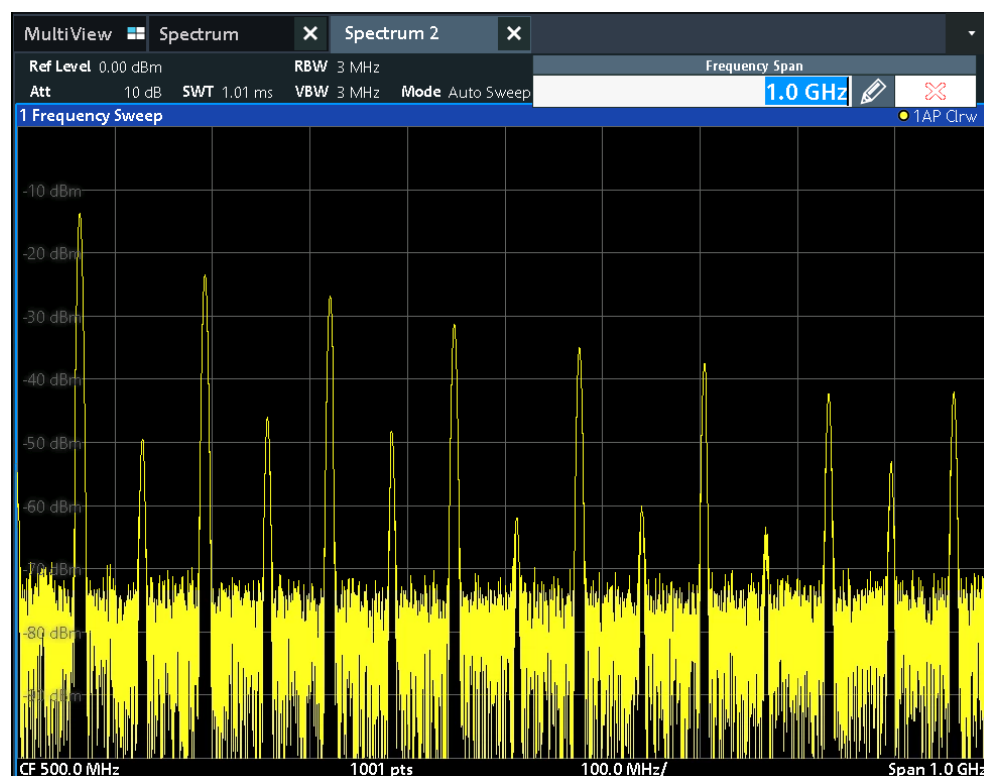 MultiView Spectrum X Spectrum 2 X
Ref Level 0.00 dBm RBW 3 MHz Frequency Span
Att 10 dB SWT 1.01 ms VBW 3 MHz Mode Auto Sweep 1.0 GHz
1 Frequency Sweep 1AP Clrw
-10 dBm
-20 dBm
-30 dBm
-40 dBm
-50 dBm
-60 dBm
-70 dBm
-80 dBm
CF 500.0 MHz 1001 pts 100.0 MHz/ Span 1.0 GHz